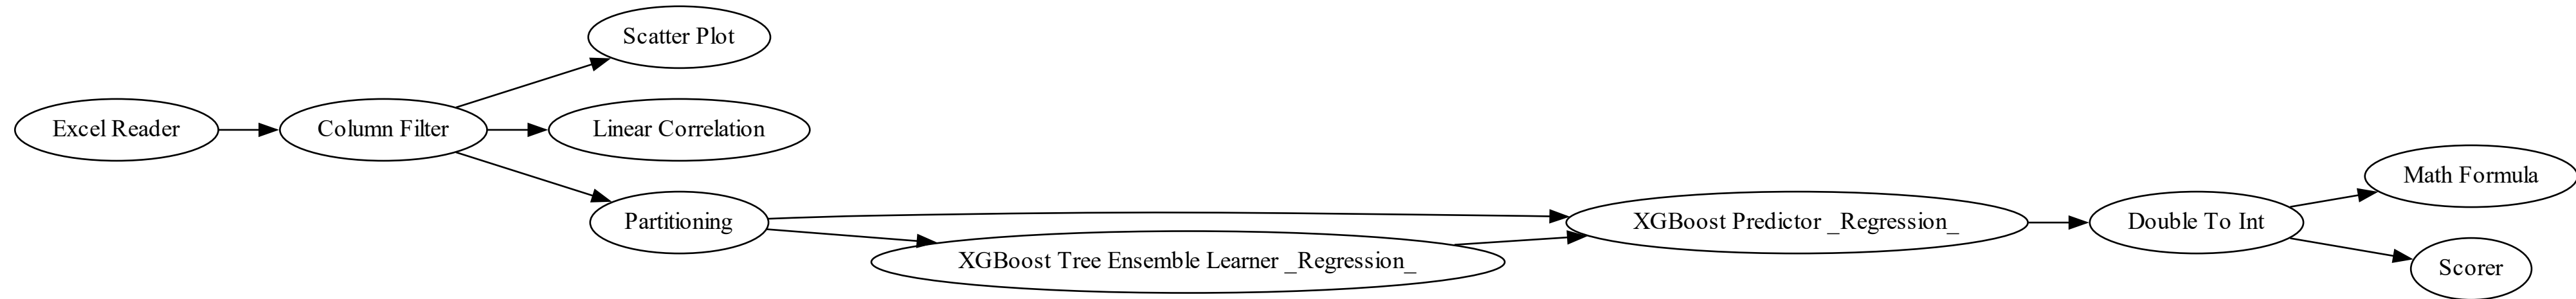 Scatter Plot
Excel Reader
Column Filter
Linear Correlation
Partitioning
XGBoost Tree Ensemble Learner _Regression_
XGBoost Predictor _Regression_
Double To Int
Math Formula
Scorer